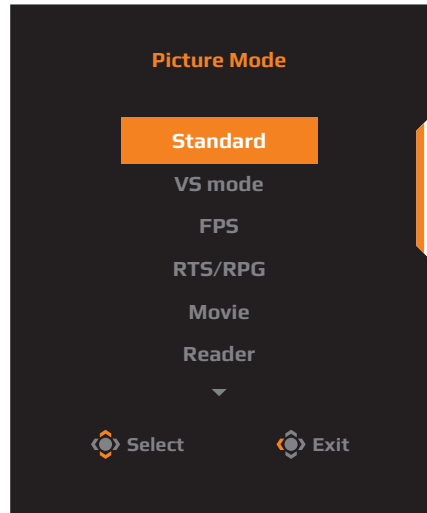 Picture Mode
Standard
VS mode
FPS
RTS/RPG
Movie
Reader
Select Exit